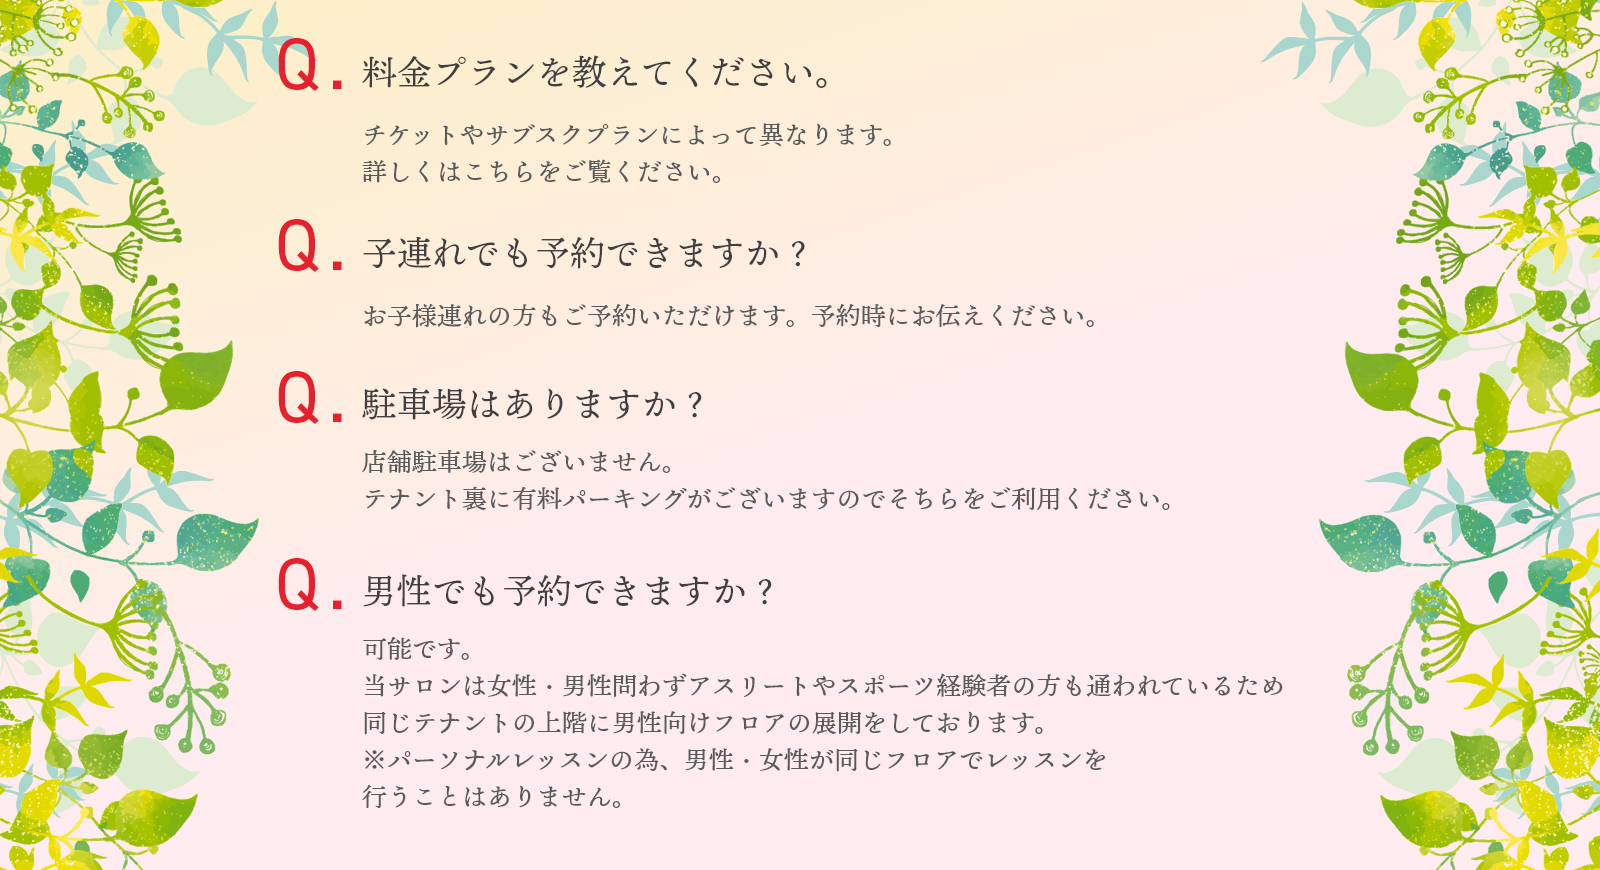 Q. 料金プランを教えてください。
チケットやサブスクプランによって異なります。
詳しくはこちらをご覧ください。
Q. 子連れでも予約できますか？
お子様連れの方もご予約いただけます。予約時にお伝えください。
Q. 駐車場はありますか？
店舗駐車場はございません。
テナント裏に有料パーキングがございますのでそちらをご利用ください。
Q. 男性でも予約できますか？
可能です。
当サロンは女性・男性問わずアスリートやスポーツ経験者の方も通われているため
同じテナントの上階に男性向けフロアの展開をしております。
※パーソナルレッスンの為、男性・女性が同じフロアでレッスンを
行うことはありません。